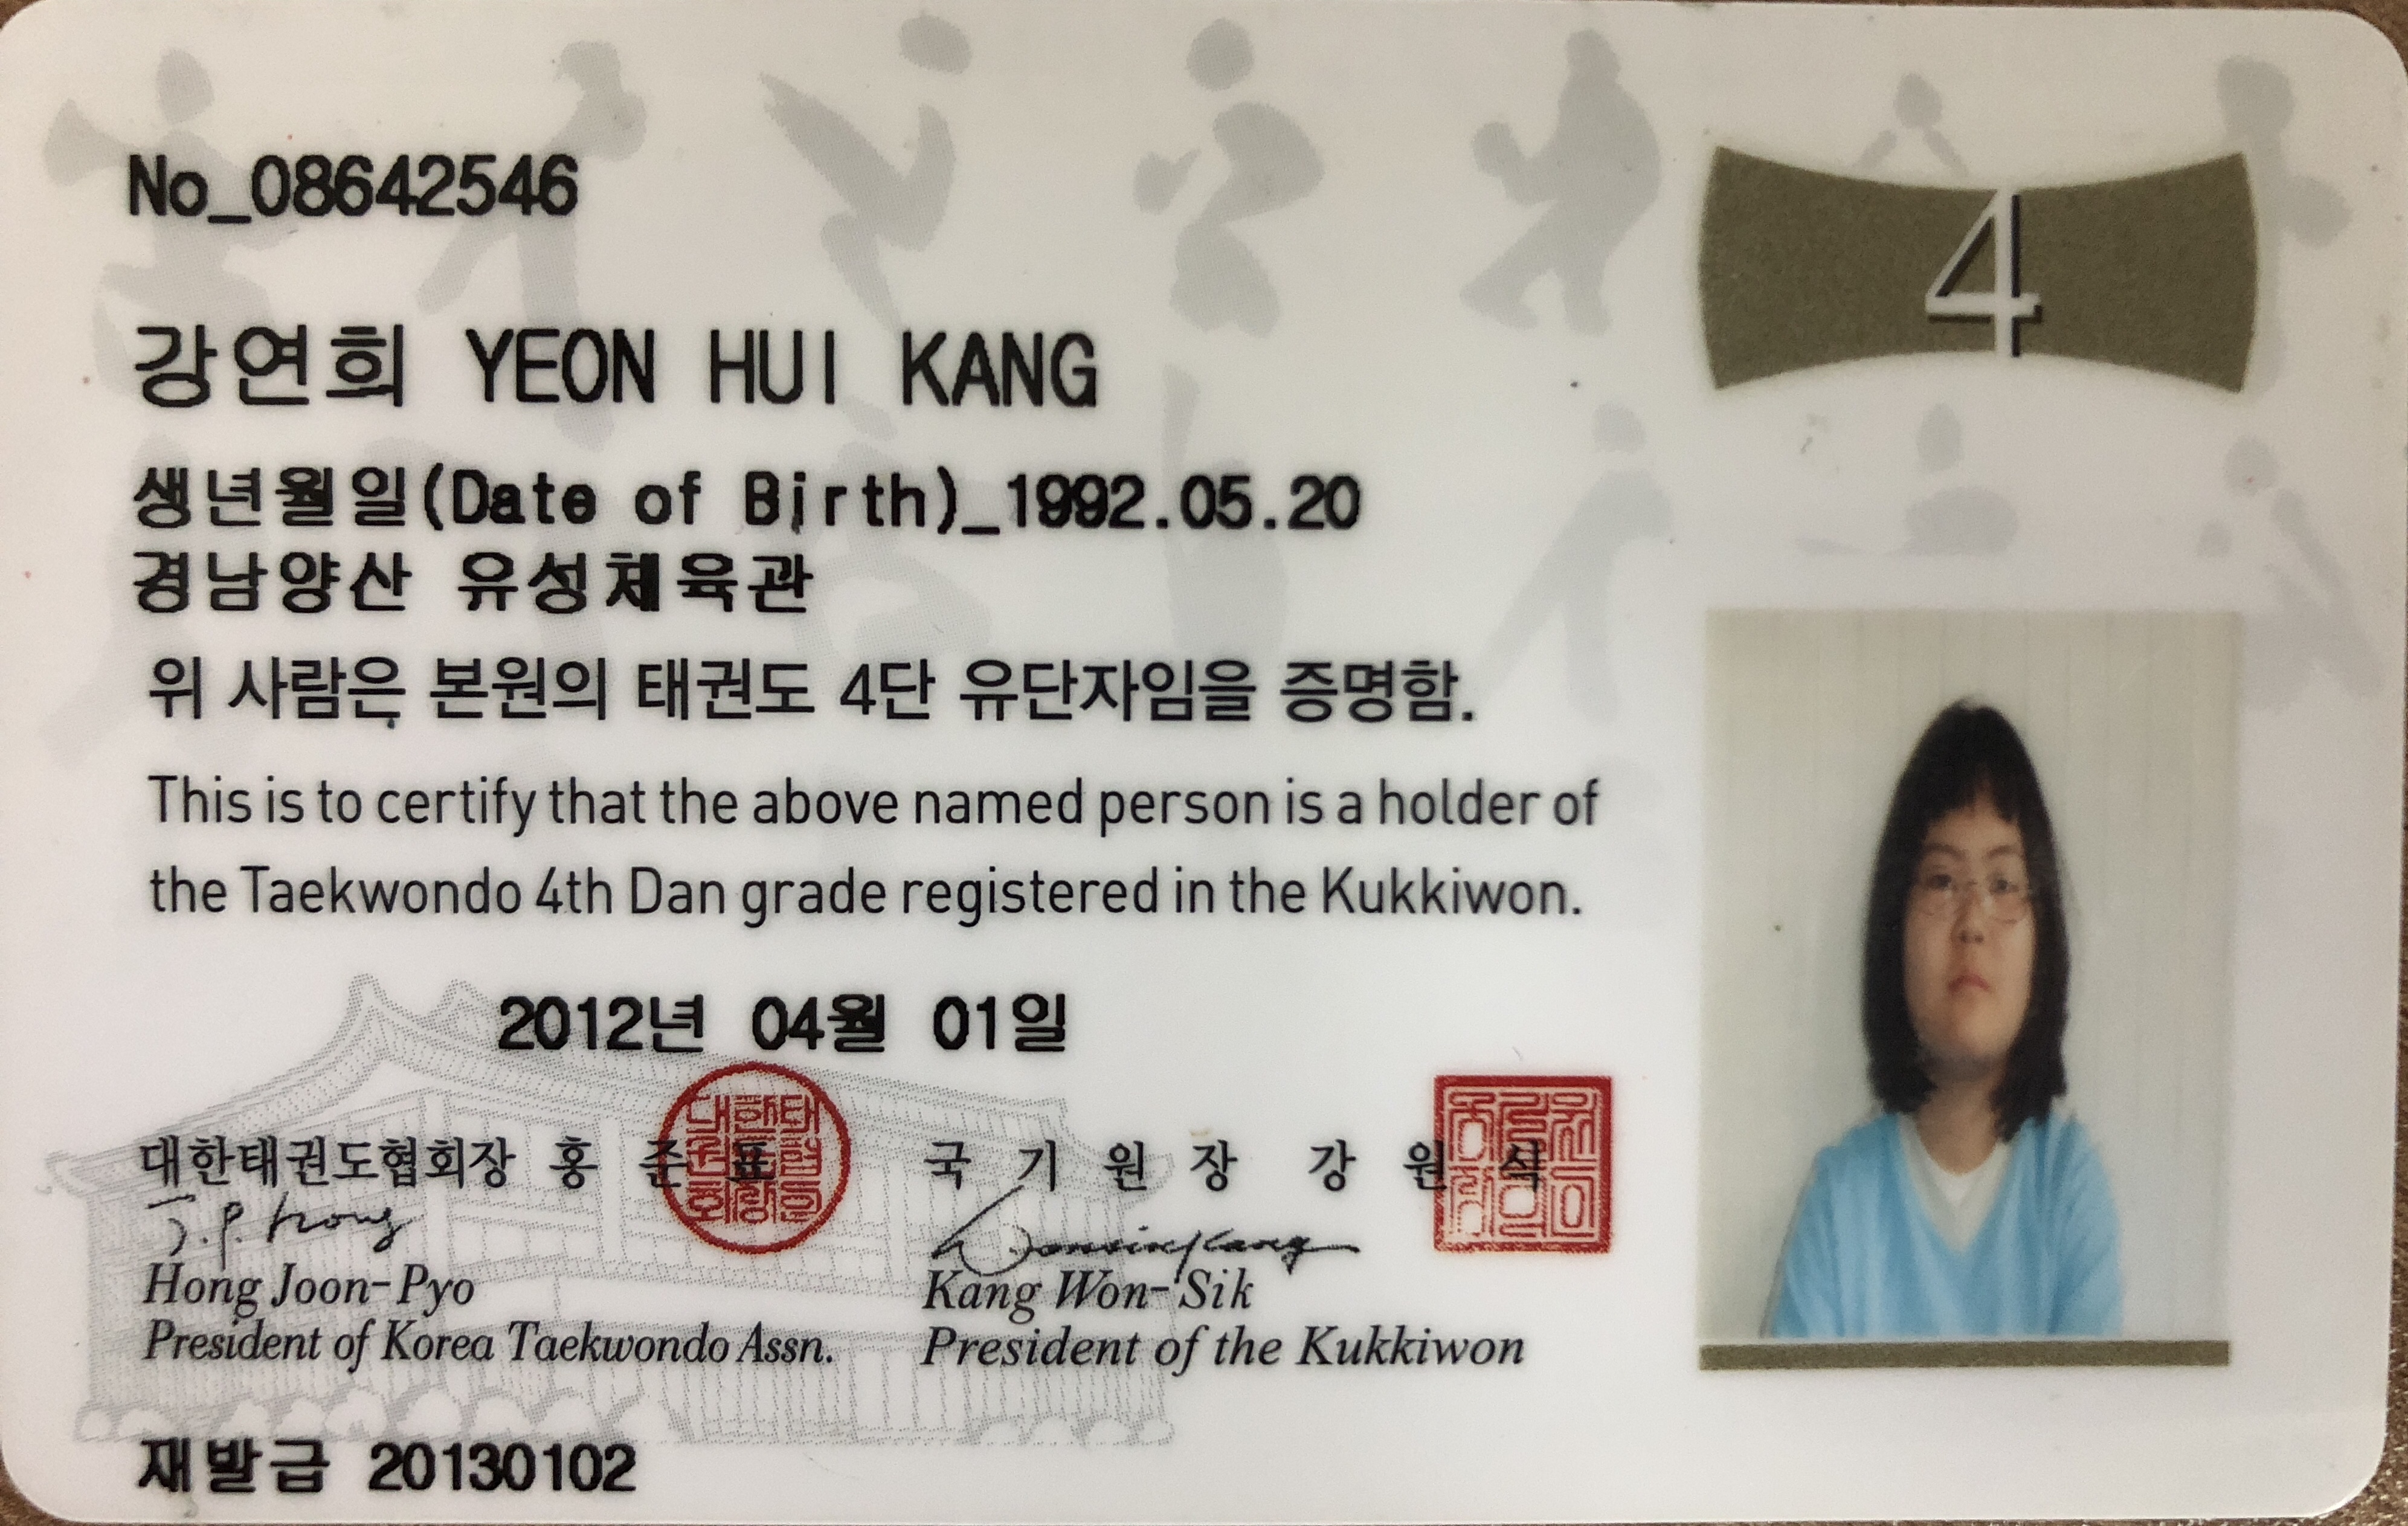 No_08642546
4
강연희 YEON HUI KANG
생년월일(Date of Birth)_1992.05.20
경남양산 유성체육관
위 사람은 본원의 태권도 4단 유단자임을 증명함.
This is to certify that the above named person is a holder of
the Taekwondo 4th Dan grade registered in the Kukkiwon.
2012년 04월 01일
대한태권도협회장 홍 준 표
국 기 원 장 강 원 식
J.P. Hong
Hong Joon-Pyo
Kang Won-Sik
President of Korea Taekwondo Assn.
President of the Kukkiwon
재발급 20130102